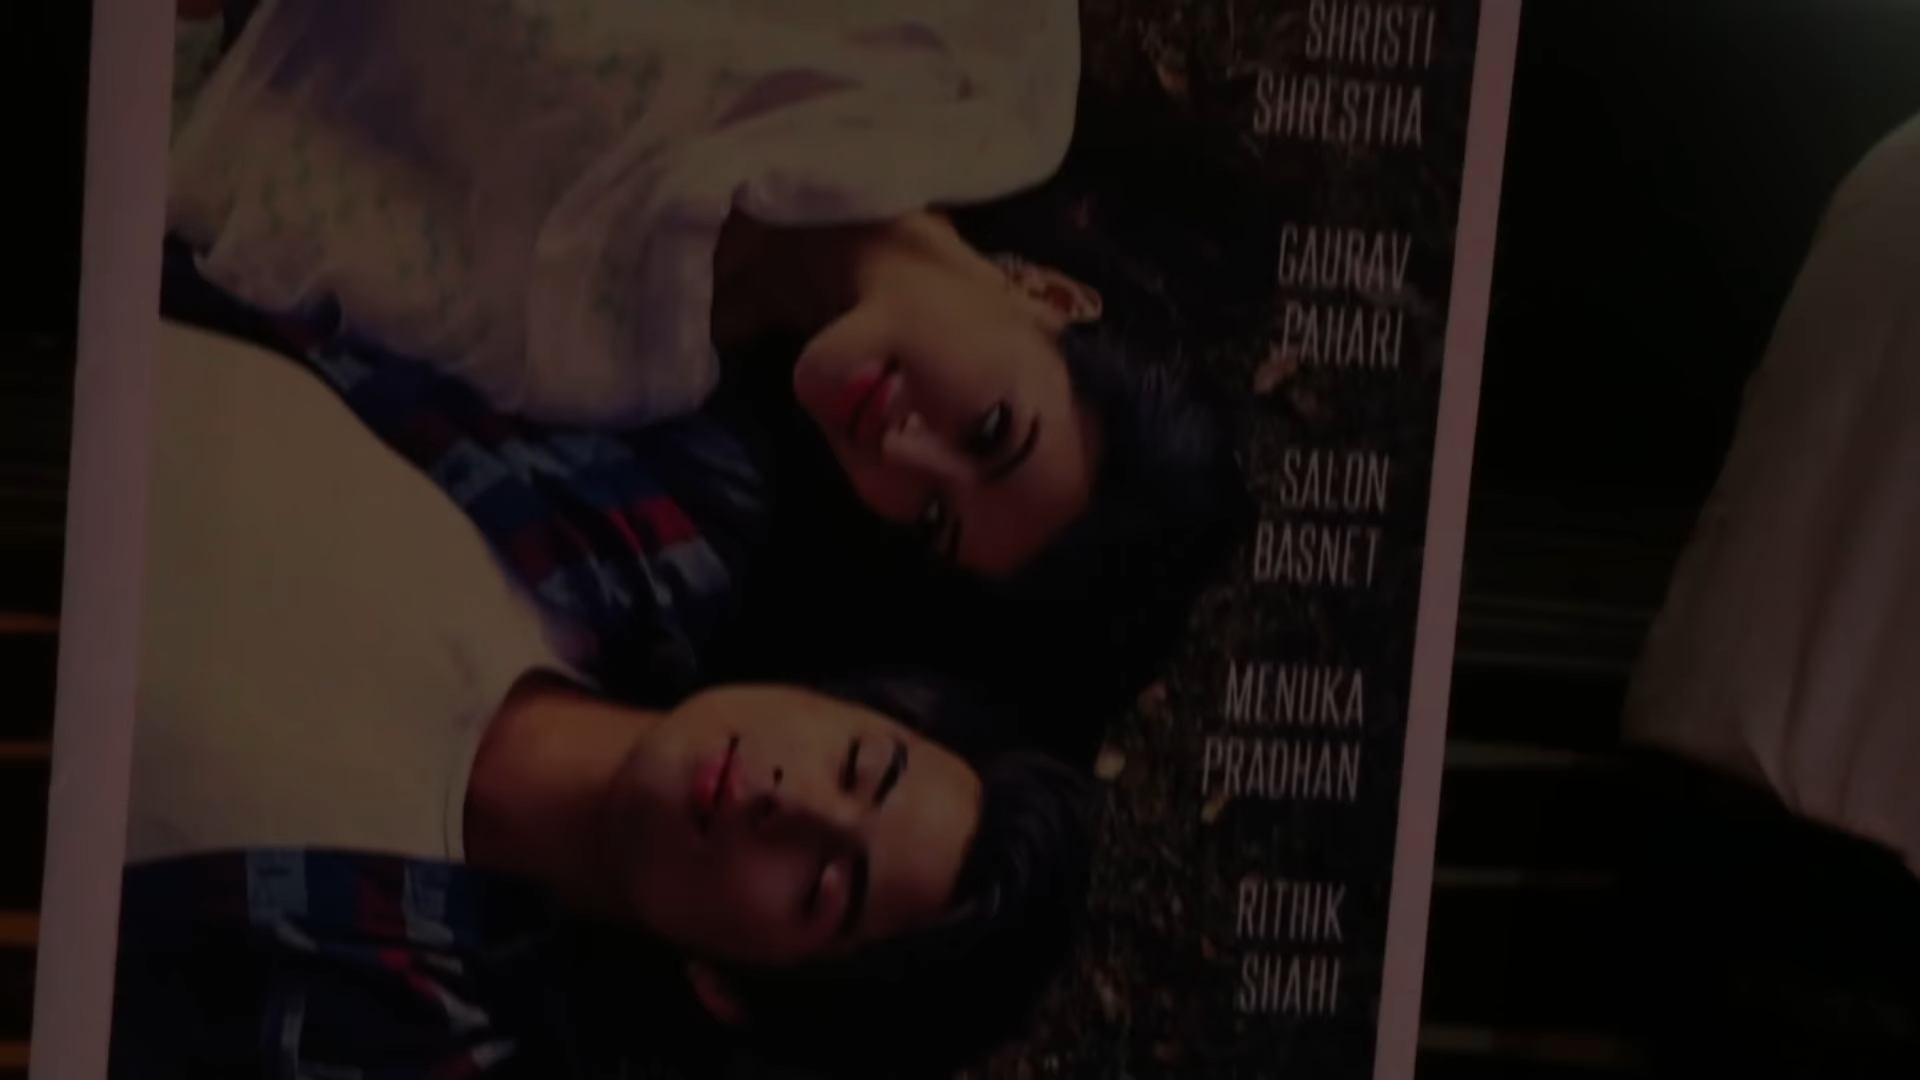 SHRISTI
SHRESTHA
GAURAV
PAHARI
SALON
BASNET
MENUKA
PRADHAN
RITHIK
SHAHI